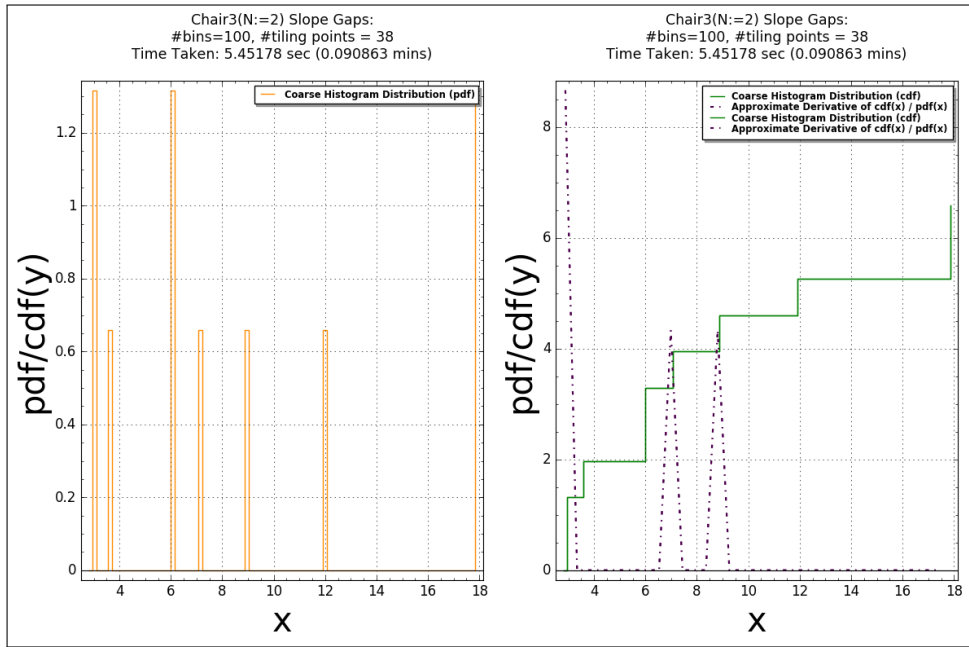 Chair3(N:=2) Slope Gaps:
#bins=100, #tiling points = 38
Time Taken: 5.45178 sec (0.090863 mins)
Coarse Histogram Distribution (pdf)
pdf/cdf(y)
1.2
1
0.8
0.6
0.4
0.2
0
4
6
8
10
12
14
16
18
x
Chair3(N:=2) Slope Gaps:
#bins=100, #tiling points = 38
Time Taken: 5.45178 sec (0.090863 mins)
Coarse Histogram Distribution (cdf)
Approximate Derivative of cdf(x) / pdf(x)
Coarse Histogram Distribution (cdf)
Approximate Derivative of cdf(x) / pdf(x)
pdf/cdf(y)
8
6
4
2
0
4
6
8
10
12
14
16
18
x